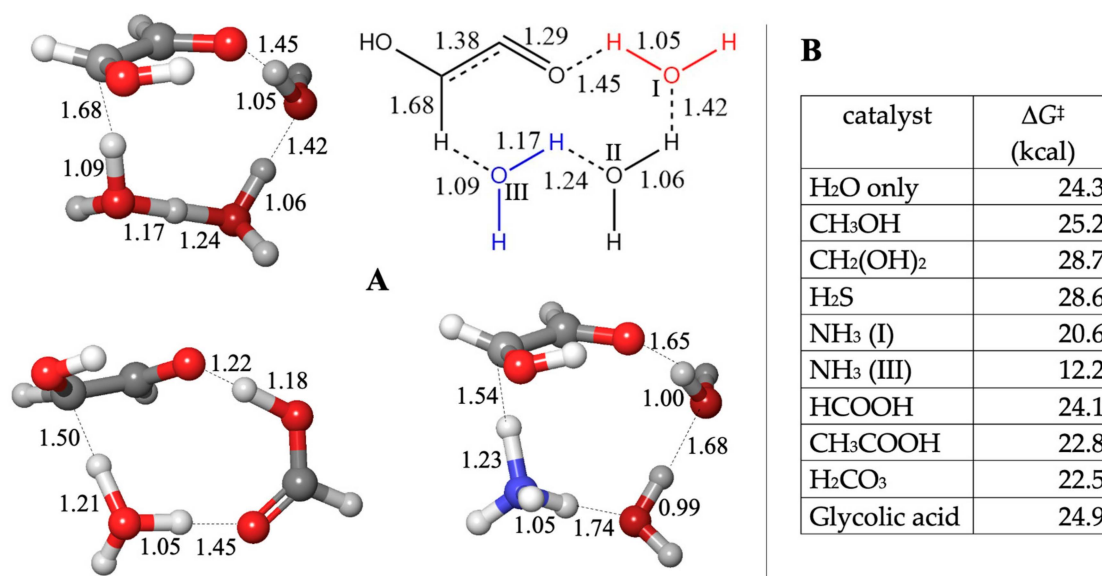 1.45
1.05
1.68
1.42
1.09
1.06
1.17
1.24
HO
1.38
1.29
O
H
1.05
H
1.45
O
I
1.68
1.42
H
1.17
H
II
H
O
O
1.09
III
1.24
1.06
H
H
A
1.22
1.18
1.50
1.21
1.05
1.45
1.65
1.54
1.00
1.23
1.68
1.05
1.74
0.99
B
catalyst ΔG‡
(kcal)
H₂O only 24.3
CH₃OH 25.2
CH₂(OH)₂ 28.7
H₂S 28.6
NH₃ (I) 20.6
NH₃ (III) 12.2
HCOOH 24.1
CH₃COOH 22.8
H₂CO₃ 22.5
Glycolic acid 24.9